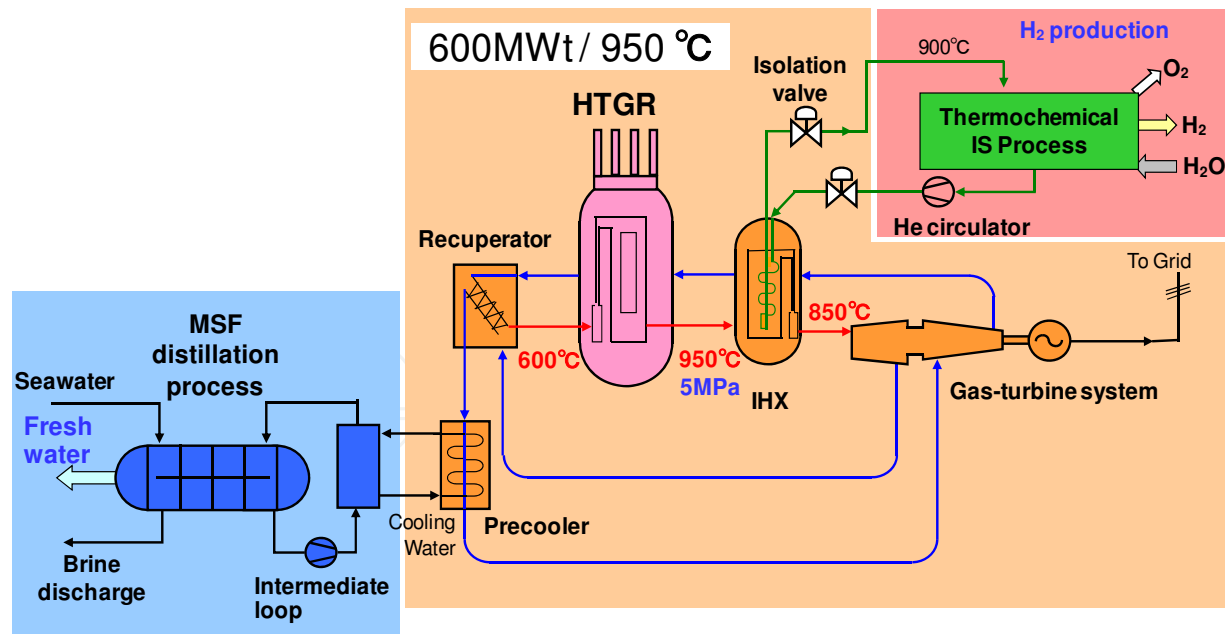 600MWt / 950 ℃
H₂ production
900℃
Isolation
valve
O₂
HTGR
Thermochemical
IS Process
H₂
H₂O
He circulator
Recuperator
To Grid
MSF
distillation
process
850℃
600℃
950℃
5MPa
IHX
Gas-turbine system
Seawater
Fresh
water
Cooling
Water
Precooler
Brine
discharge
Intermediate
loop